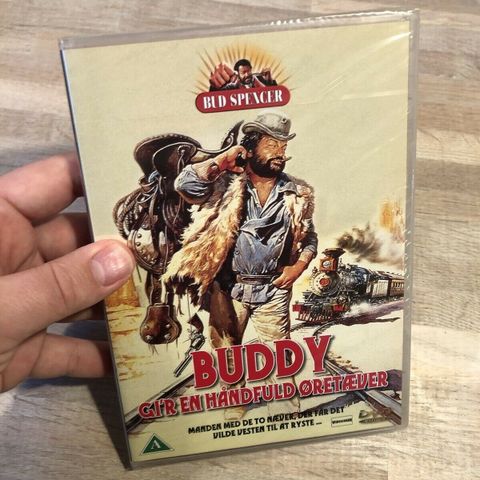 BUD SPENCER
BUDDY
GI'R EN HÅNDFULD ØRETÆVER
MANDEN MED DE TO NÆVER, DER FÅR DET
VILDE VESTEN TIL AT RYSTE ...
A